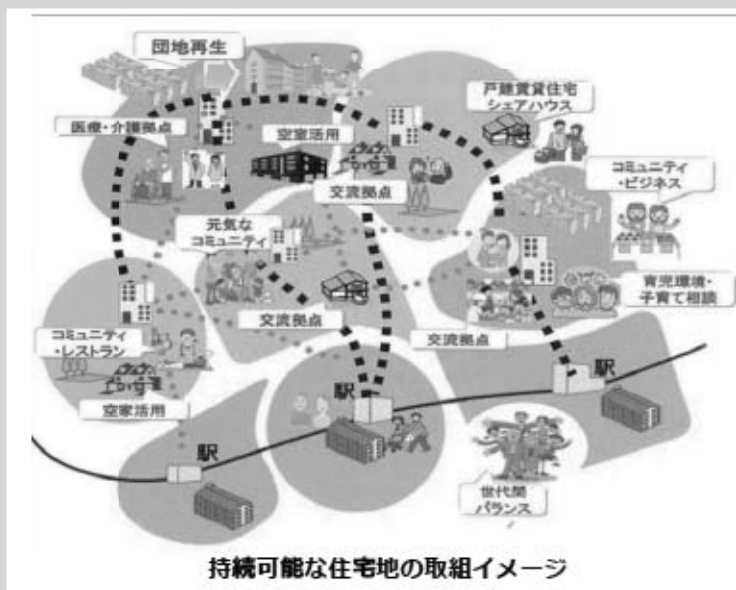 団地再生
戸建賃貸住宅
シェアハウス
医療・介護拠点
空家活用
コミュニティ
・ビジネス
交流拠点
元気な
コミュニティ
育児環境・
子育て相談
コミュニティ
・レストラン
交流拠点
交流拠点
駅
駅
空家活用
駅
世代間
バランス
持続可能な住宅地の取組イメージ